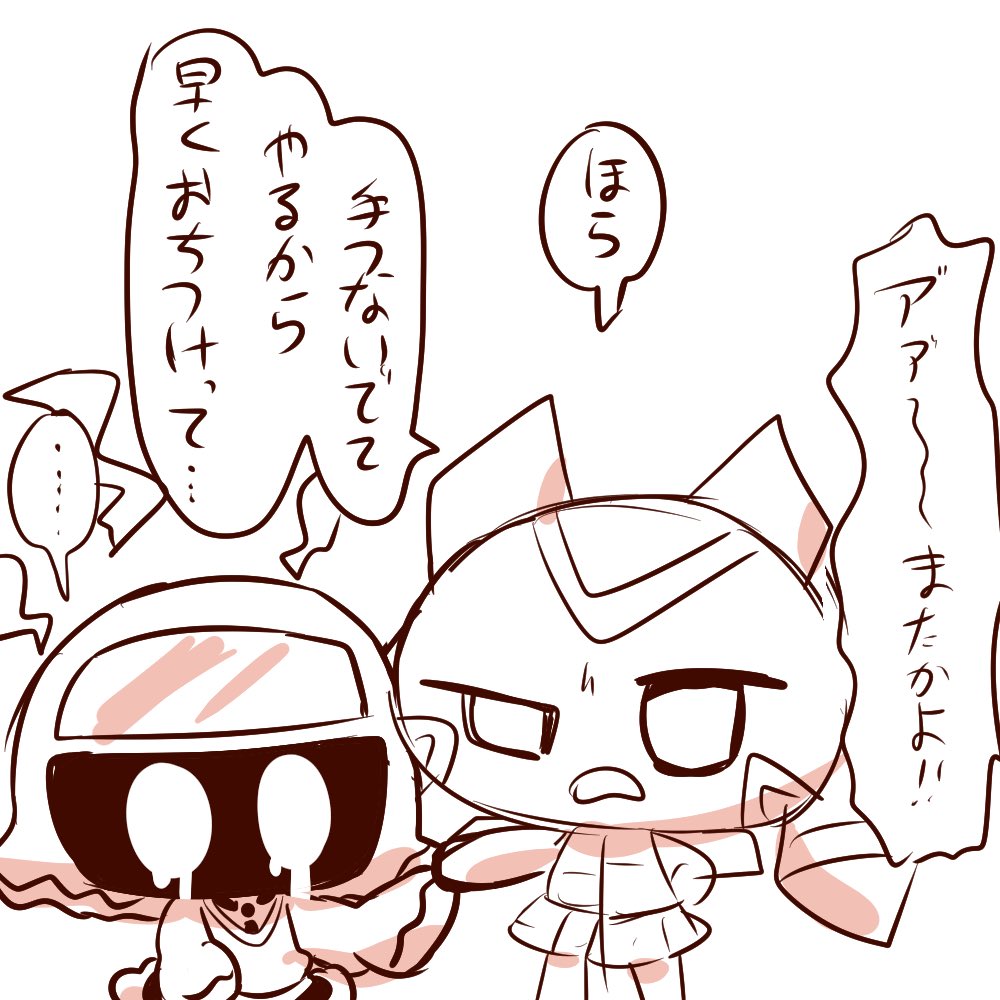 アァ゛〜〜またかよ!!
ほら
手つないでて
やるから
早くおちつけって…
………